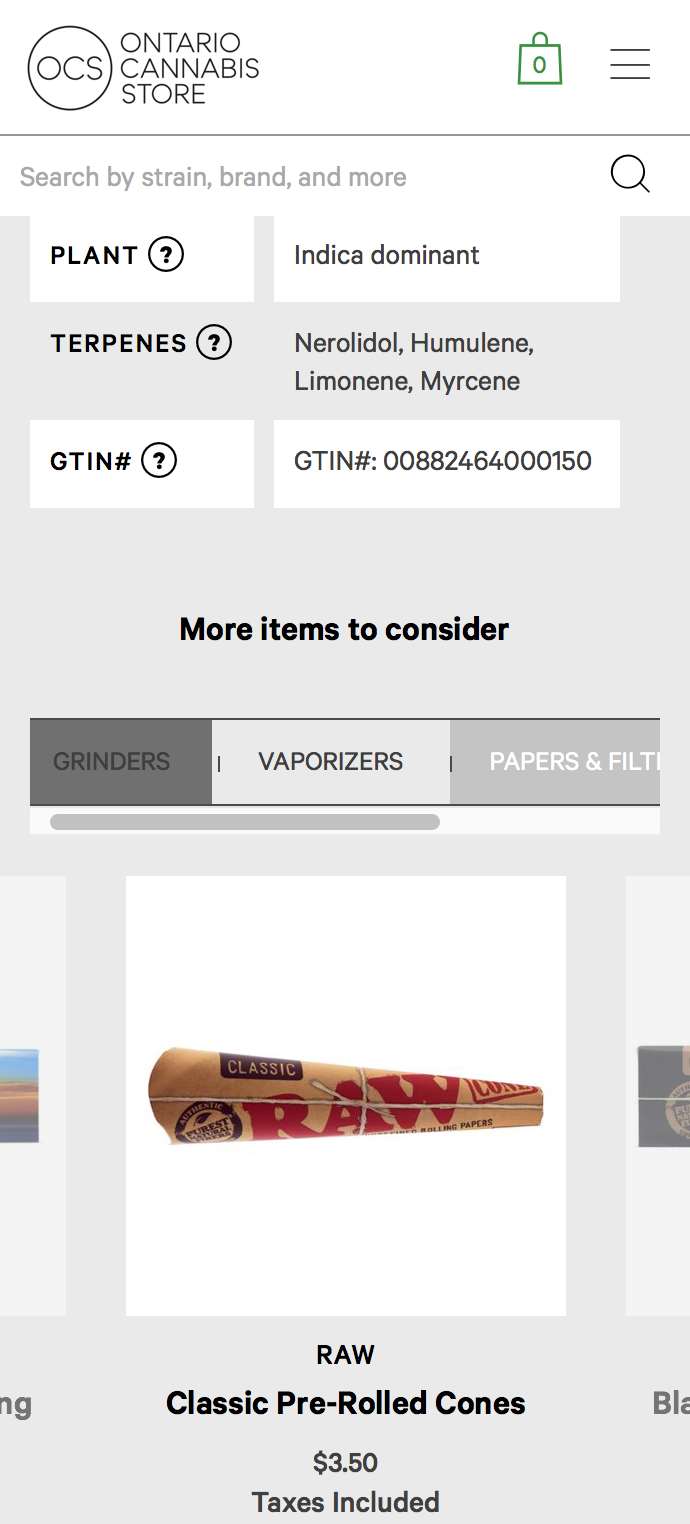 OCS
ONTARIO
CANNABIS
STORE
0
Search by strain, brand, and more
PLANT ?
Indica dominant
TERPENES ?
Nerolidol, Humulene,
Limonene, Myrcene
GTIN# ?
GTIN#: 00882464000150
More items to consider
GRINDERS | VAPORIZERS | PAPERS & FILT
CLASSIC
RAW
CONES
AUTHENTIC
PUREST
NATURAL
FIBERS
ROLLING PAPERS
RAW
ng
Classic Pre-Rolled Cones
Bla
$3.50
Taxes Included